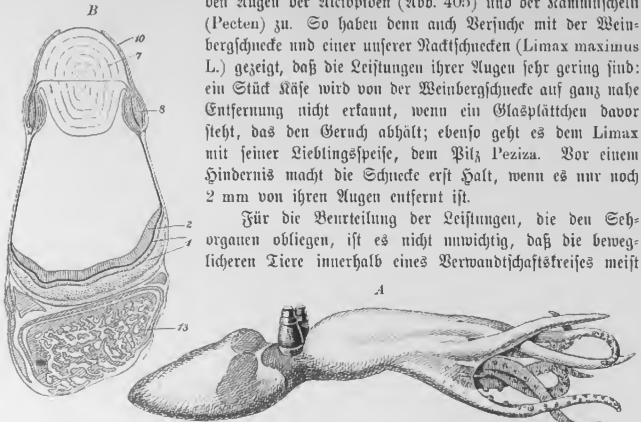 B
10
7
8
2
4
13
den Augen der Alciopiden (Abb. 405) und der Kammuscheln
(Pecten) zu. So haben denn auch Versuche mit der Wein-
bergschnecke und einer unserer Nacktschnecken (Limax maximus
L.) gezeigt, daß die Leistungen ihrer Augen sehr gering sind:
ein Stück Käse wird von der Weinbergschnecke auf ganz nahe
Entfernung nicht erkannt, wenn ein Glasplättchen davor
steht, das den Geruch abhält; ebenso geht es dem Limax
mit seiner Lieblingsspeise, dem Pilz Peziza. Vor einem
Hindernis macht die Schnecke erst Halt, wenn es nur noch
2 mm von ihren Augen entfernt ist.
Für die Beurteilung der Leistungen, die den Seh-
organen obliegen, ist es nicht unwichtig, daß die beweg-
licheren Tiere innerhalb eines Verwandtschaftskreises meist
A